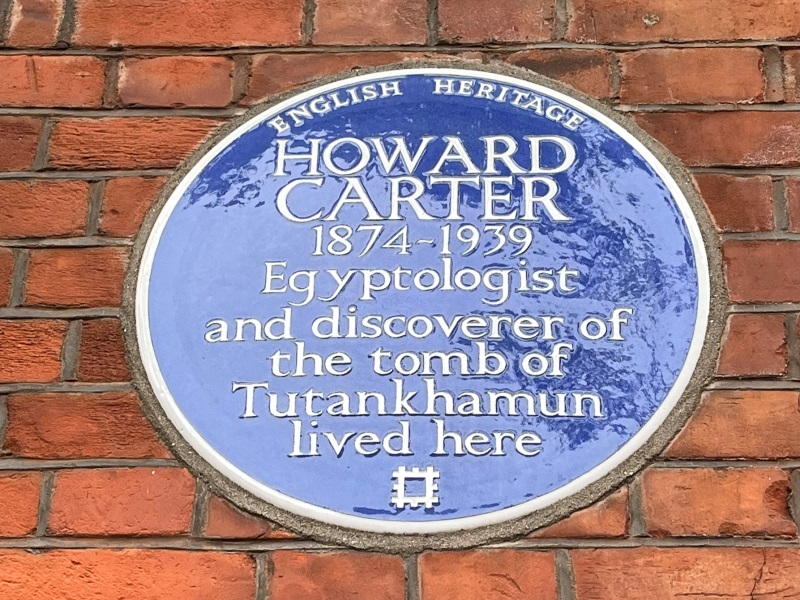 ENGLISH HERITAGE
HOWARD
CARTER
1874-1939
Egyptologist
and discoverer of
the tomb of
Tutankhamun
lived here